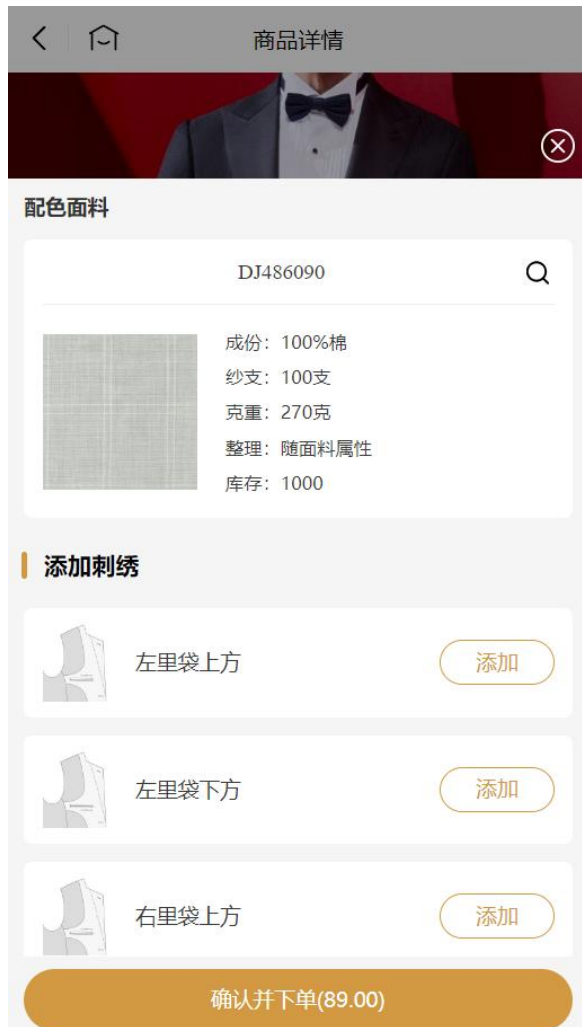 商品详情
配色面料
DJ486090
成份：100%棉
纱支：100支
克重：270克
整理：随面料属性
库存：1000
添加刺绣
左里袋上方
添加
左里袋下方
添加
右里袋上方
添加
确认并下单(89.00)